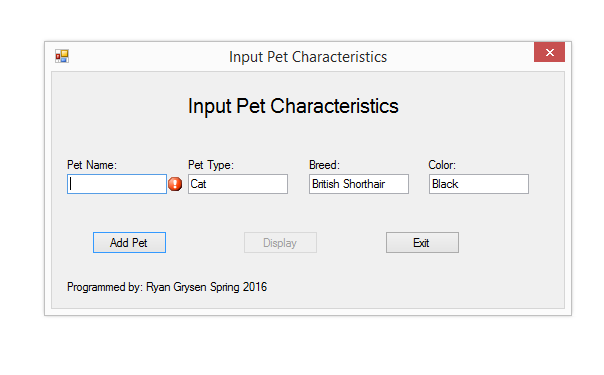 Input Pet Characteristics
Input Pet Characteristics
Pet Name: Pet Type: Breed: Color:
Cat British Shorthair Black
Add Pet Display Exit
Programmed by: Ryan Grysen Spring 2016